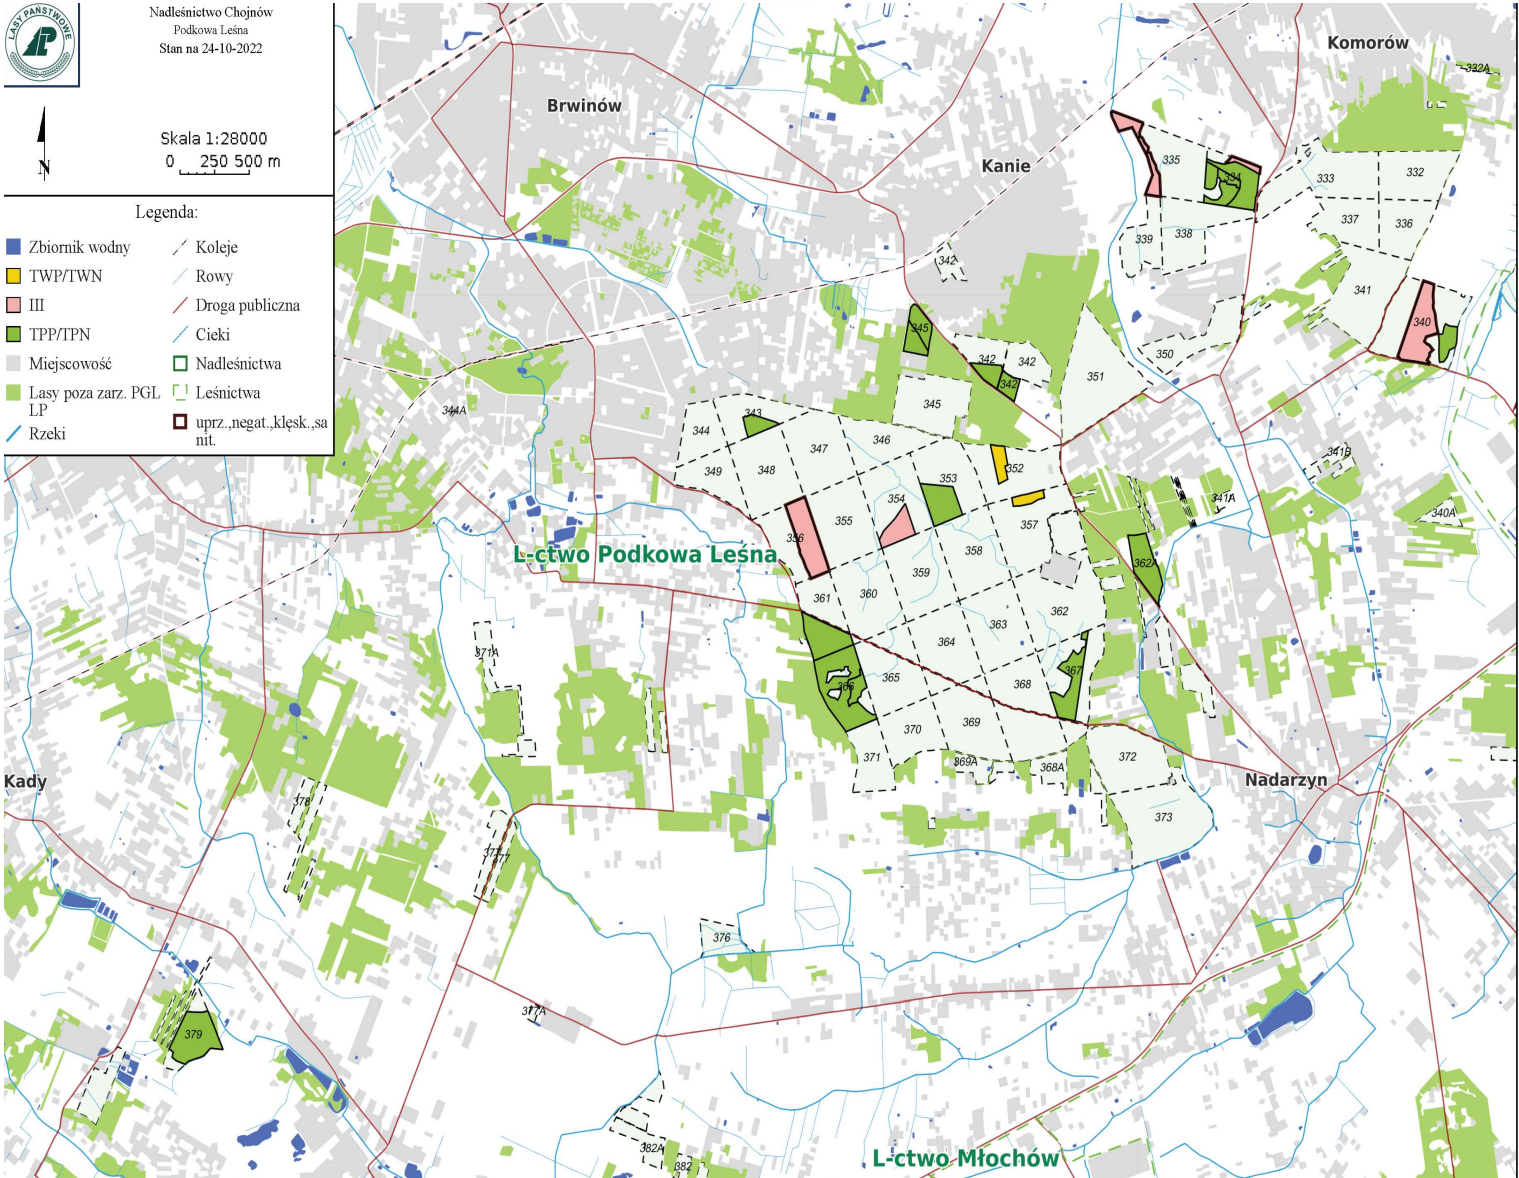 LASY PAŃSTWOWE
Nadleśnictwo Chojnów
Podkowa Leśna
Stan na 24-10-2022
N
Skala 1:28000
0 250 500 m
Legenda:
Zbiornik wodny
TWP/TWN
III
TPP/TPN
Miejscowość
Lasy poza zarz. PGL
LP
Rzeki
Koleje
Rowy
Droga publiczna
Cieki
Nadleśnictwa
Leśnictwa
uprz.,negat.,klęsk.,sa
nit.
Komorów
332A
Brwinów
Kanie
335
334
333
332
337
336
339
338
342
341
340
345
342
342
342
350
351
345
344A
343
344
346
347
349
348
352
353
354
341B
341A
340A
355
357
356
358
L-ctwo Podkowa Leśna
362A
359
361
360
362
363
364
371A
367
365
366
368
370
369
371
369A
368A
372
Kady
Nadarzyn
378
373
377
377
376
377A
379
382A
382
L-ctwo Młochów